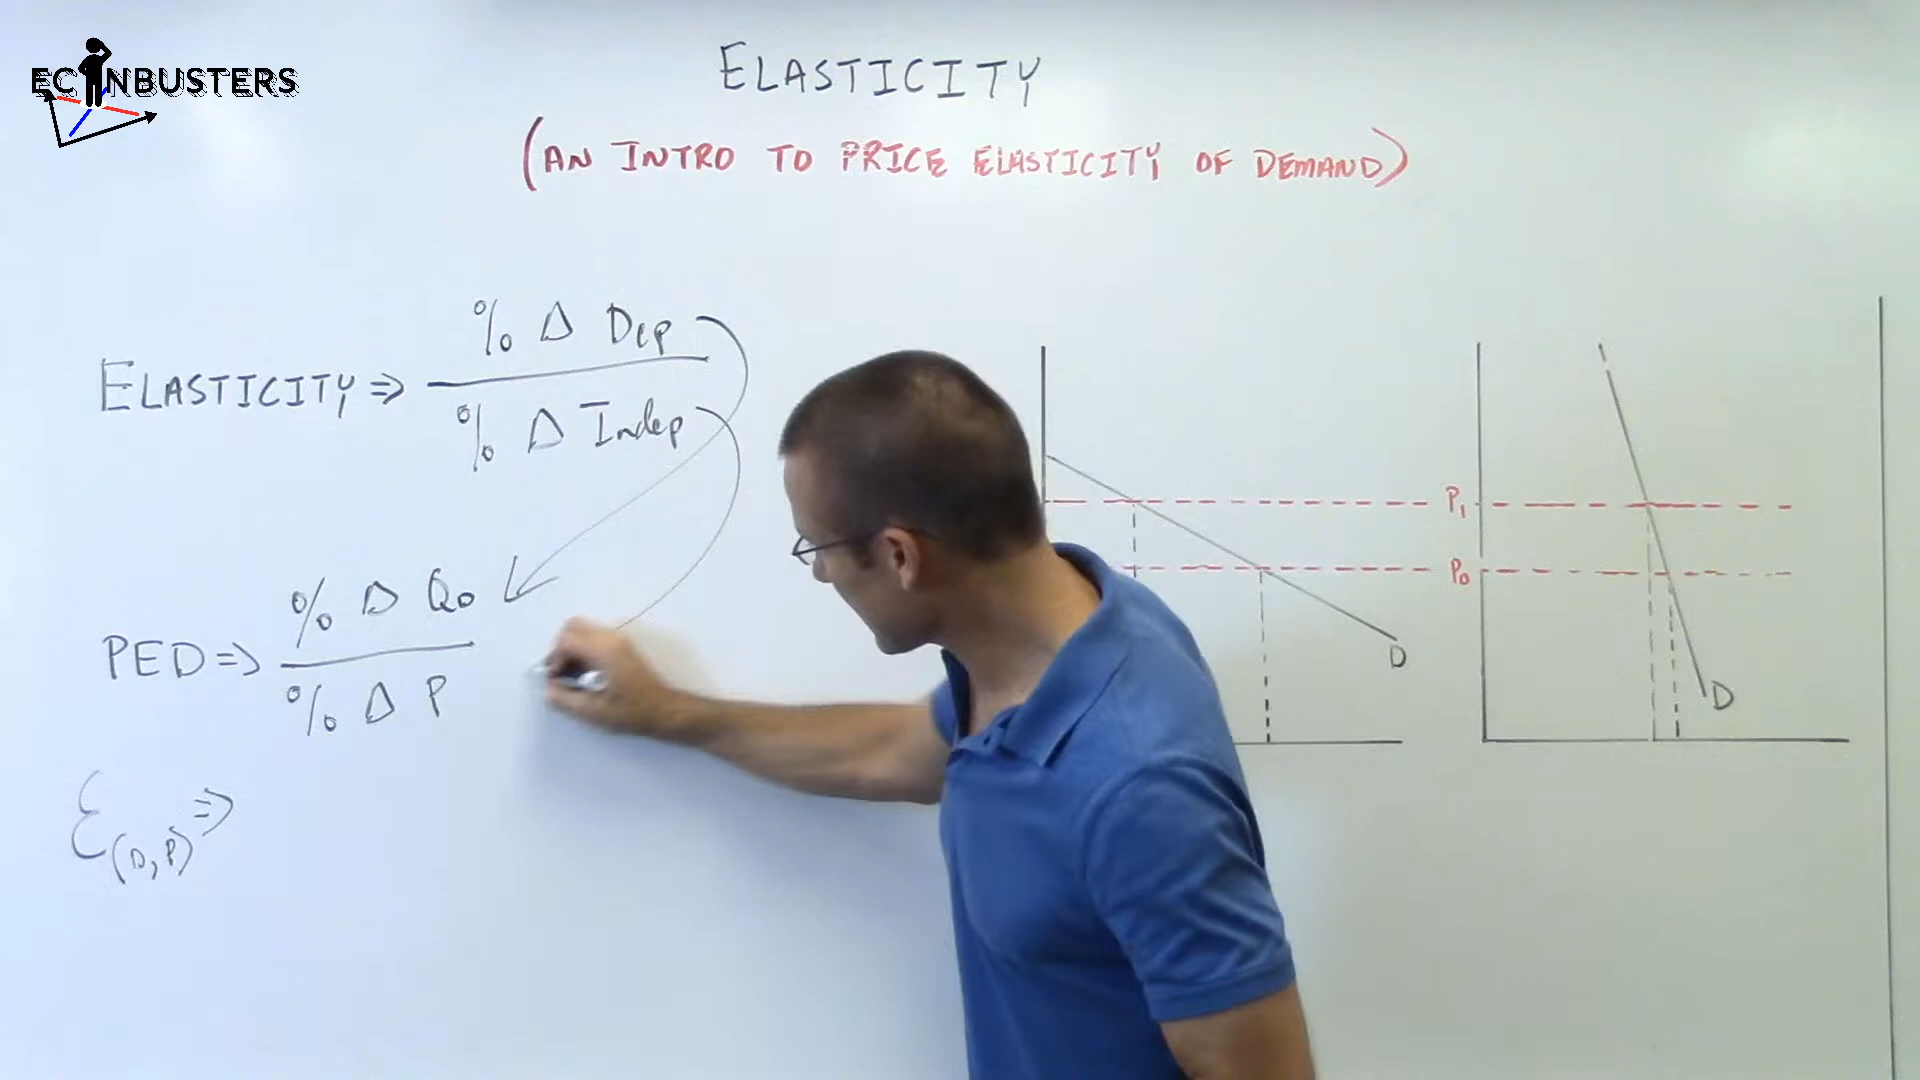 ECONBUSTERS
ELASTICITY
(AN INTRO TO PRICE ELASTICITY OF DEMAND)
ELASTICITY ⇒ % Δ Dep
% Δ Indep
PED ⇒ % Δ QD
% Δ P
Ɛ(D,P) ⇒
P1
P0
D
D